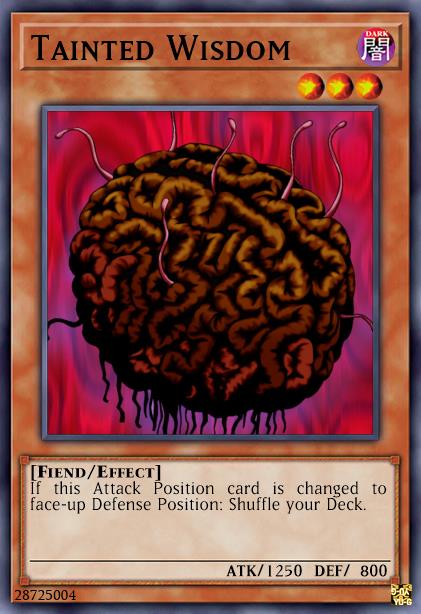 Tainted Wisdom
DARK
闇
[Fiend/Effect]
If this Attack Position card is changed to
face-up Defense Position: Shuffle your Deck.
ATK/1250 DEF/ 800
28725004